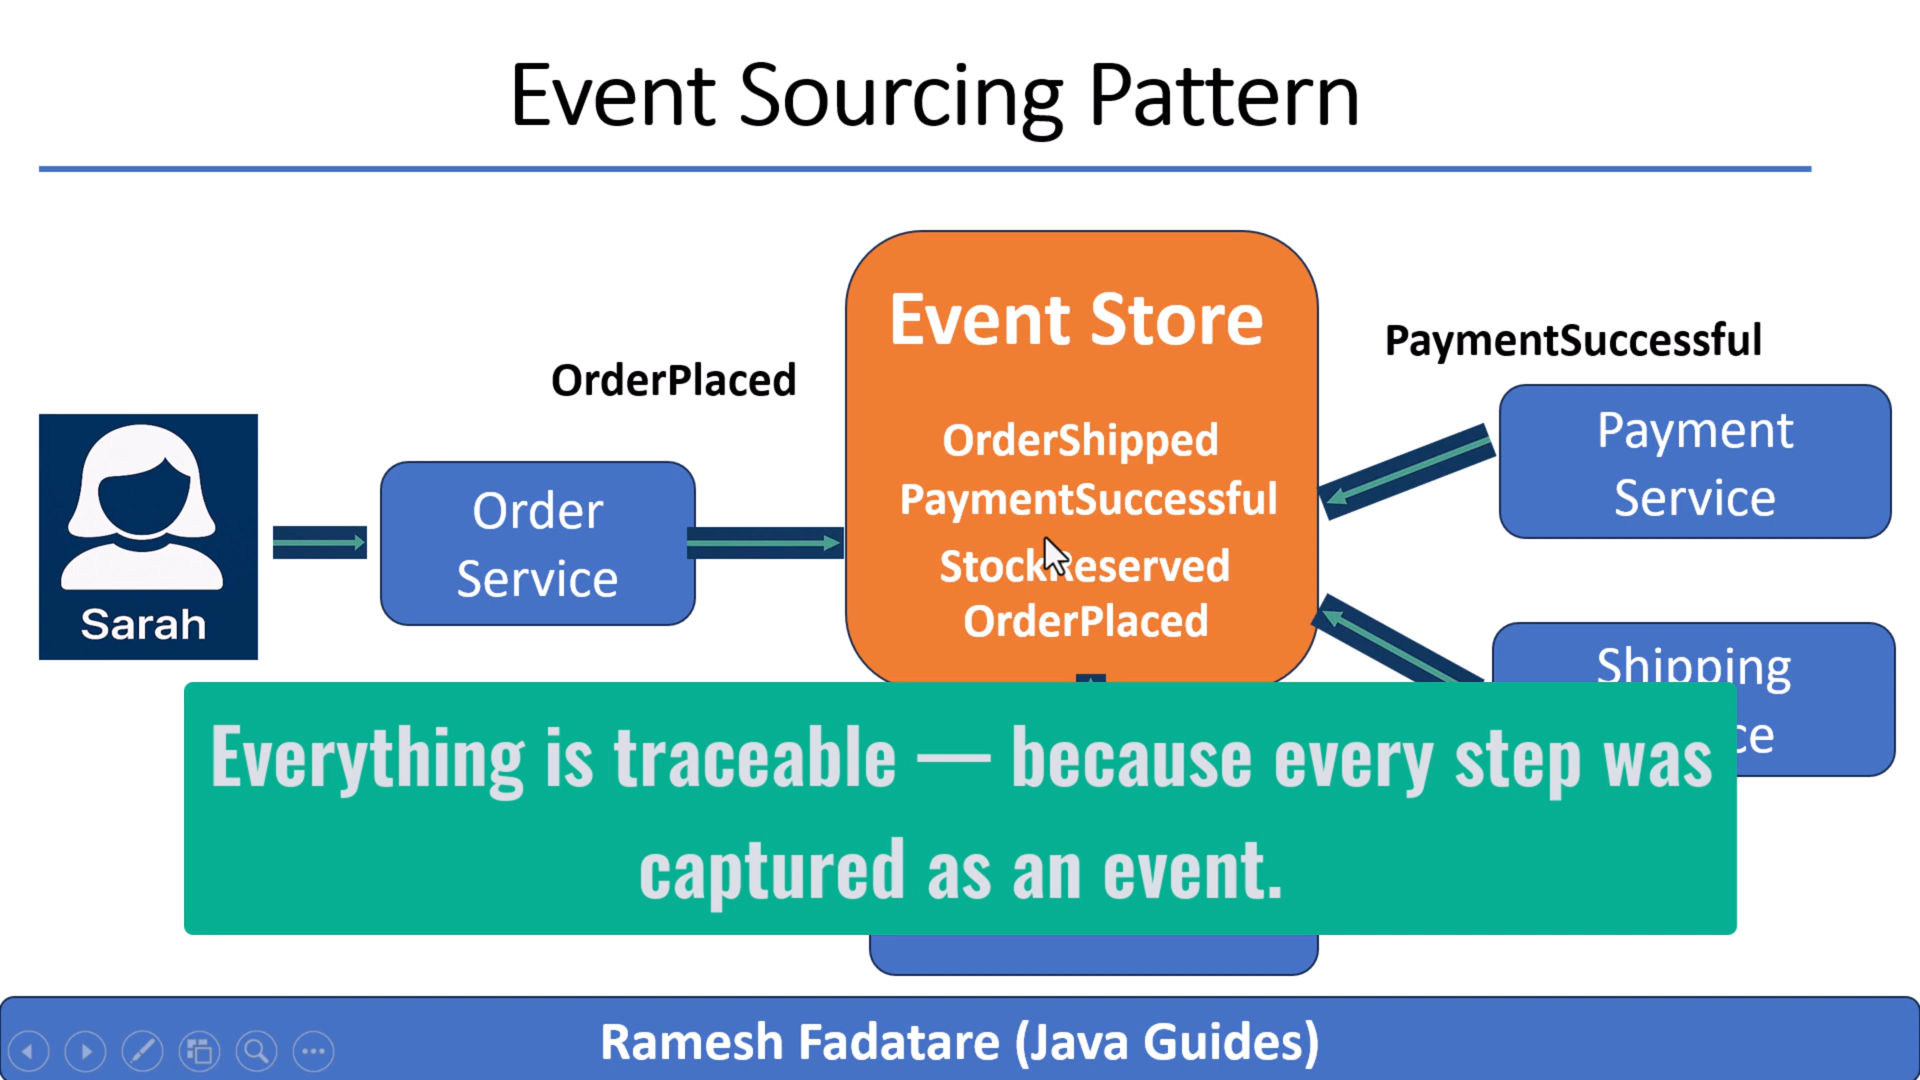 Event Sourcing Pattern
Event Store
PaymentSuccessful
OrderPlaced
OrderShipped
PaymentSuccessful
StockReserved
OrderPlaced
Payment
Service
Order
Service
Sarah
Shipping
ce
Everything is traceable — because every step was
captured as an event.
Ramesh Fadatare (Java Guides)